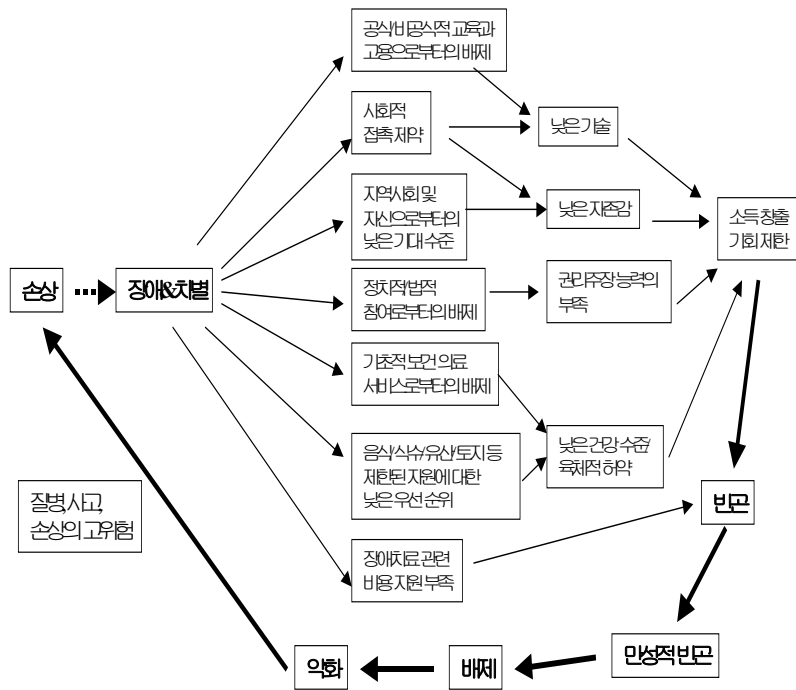 공식/비공식적 교육과
고용으로부터의 배제
사회적
접촉 제약
낮은 기술
지역사회 및
자신으로부터의
낮은 기대 수준
낮은 자존감
소득 창출
기회 제한
손상
장애&차별
정치적/법적
참여로부터의 배제
권리주장 능력의
부족
기초적 보건 의료
서비스로부터의 배제
음식/식수/유산/토지 등
제한된 자원에 대한
낮은 우선 순위
낮은 건강 수준/
육체적 허약
질병, 사고,
손상의 고위험
빈곤
장애치료 관련
비용 지원 부족
악화
배제
만성적 빈곤